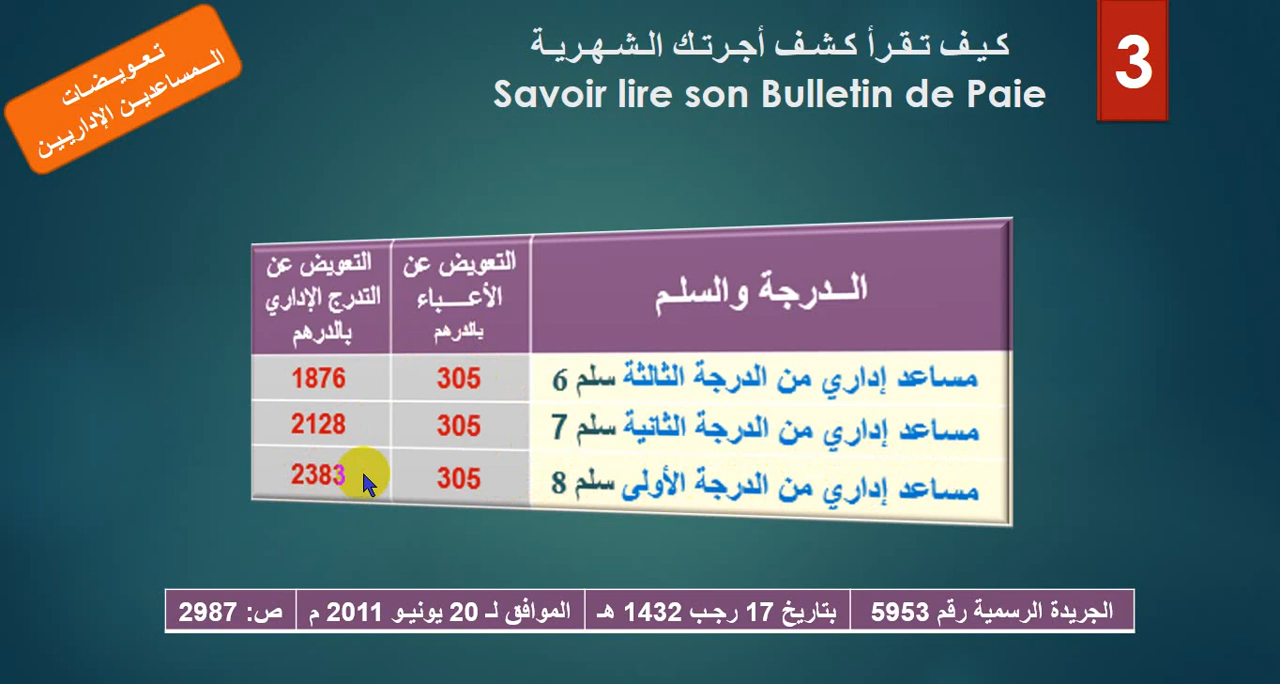 تعويضات
المساعدين الإداريين
كيف تقرأ كشف أجرتك الشهرية
Savoir lire son Bulletin de Paie
3
الدرجة والسلم
التعويض عن
الأعباء
بالدرهم
التعويض عن
التدرج الإداري
بالدرهم
مساعد إداري من الدرجة الثالثة سلم 6 305 1876
مساعد إداري من الدرجة الثانية سلم 7 305 2128
مساعد إداري من الدرجة الأولى سلم 8 305 2383
الجريدة الرسمية رقم 5953 بتاريخ 17 رجب 1432 هـ الموافق لـ 20 يونيو 2011 م ص: 2987